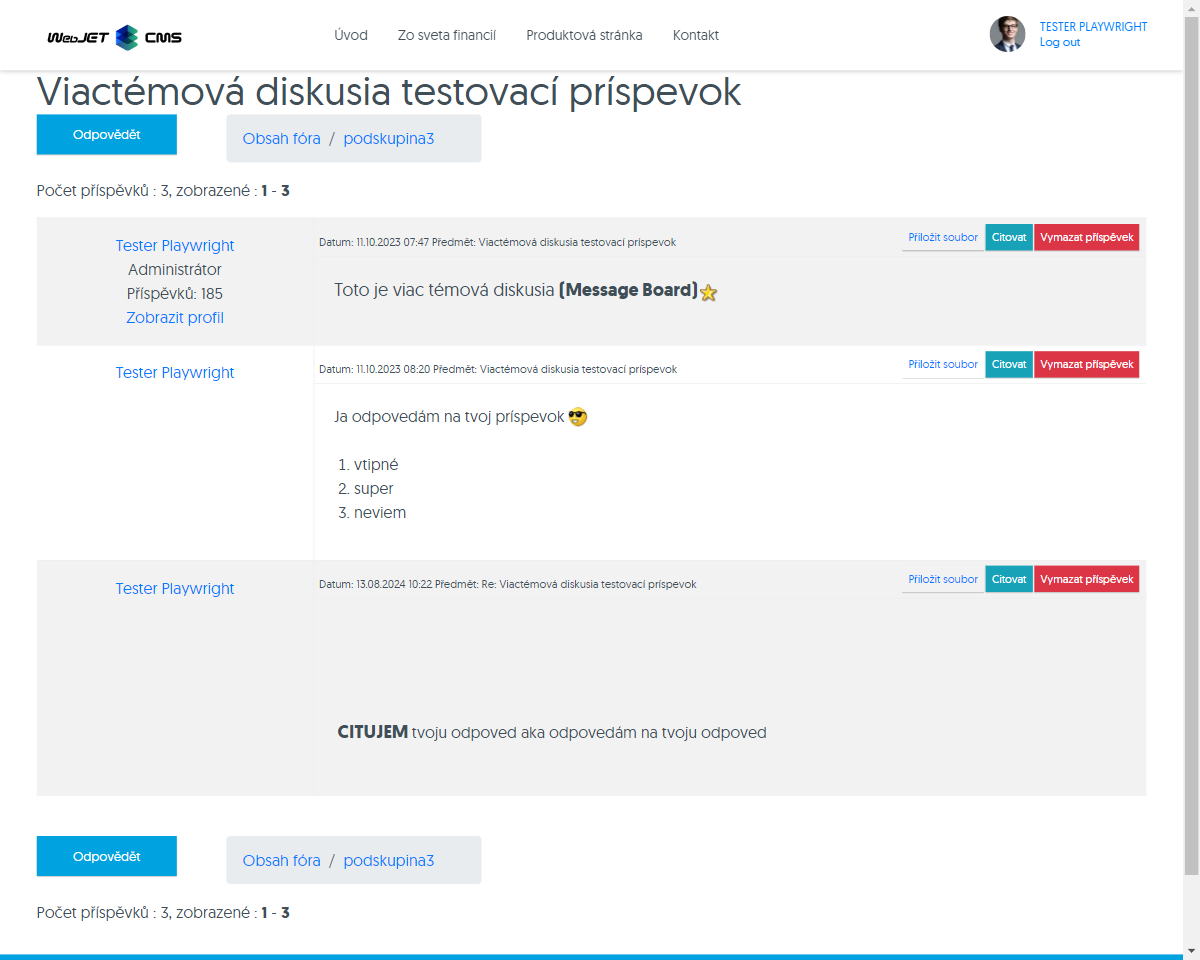 WebJET CMS
Úvod Zo sveta financií Produktová stránka Kontakt
TESTER PLAYWRIGHT
Log out
Viactémová diskusia testovací príspevok
Odpovědět
Obsah fóra / podskupina3
Počet příspěvků : 3, zobrazené : 1 - 3
Tester Playwright
Administrátor
Příspěvků: 185
Zobrazit profil
Datum: 11.10.2023 07:47 Předmět: Viactémová diskusia testovací príspevok
Přiložit soubor Citovat Vymazat příspěvek
Toto je viac témová diskusia (Message Board)
Tester Playwright
Datum: 11.10.2023 08:20 Předmět: Viactémová diskusia testovací príspevok
Přiložit soubor Citovat Vymazat příspěvek
Ja odpovedám na tvoj príspevok
1. vtipné
2. super
3. neviem
Tester Playwright
Datum: 13.08.2024 10:22 Předmět: Re: Viactémová diskusia testovací príspevok
Přiložit soubor Citovat Vymazat příspěvek
CITUJEM tvoju odpoved aka odpovedám na tvoju odpoved
Odpovědět
Obsah fóra / podskupina3
Počet příspěvků : 3, zobrazené : 1 - 3